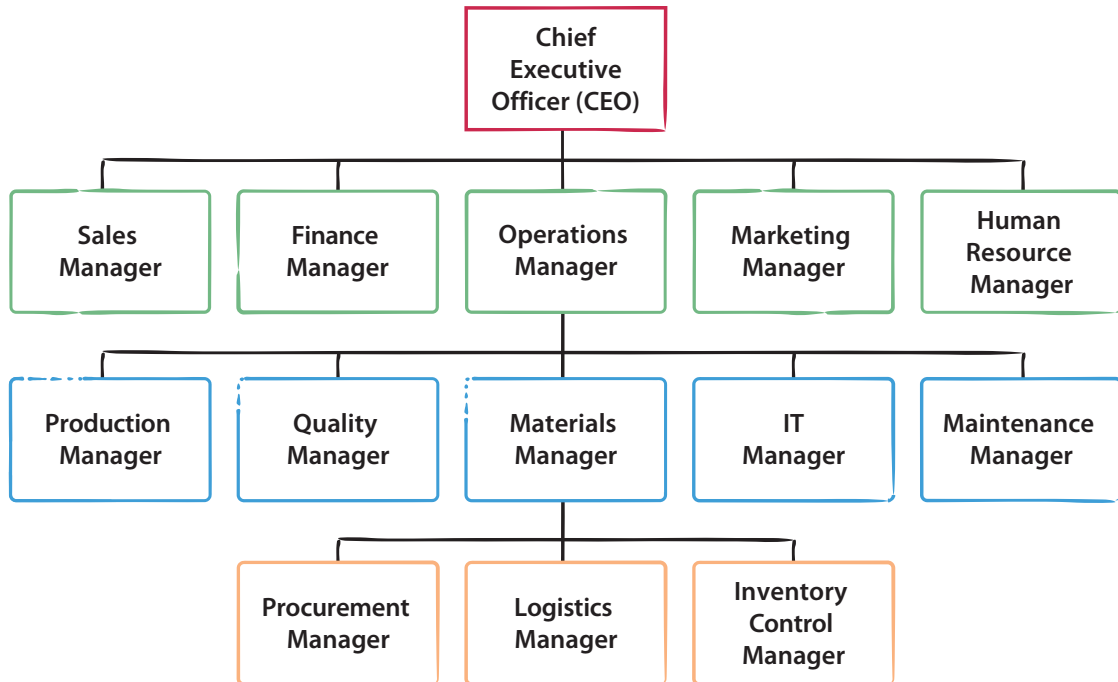 Chief
Executive
Officer (CEO)
Sales
Manager
Finance
Manager
Operations
Manager
Marketing
Manager
Human
Resource
Manager
Production
Manager
Quality
Manager
Materials
Manager
IT
Manager
Maintenance
Manager
Procurement
Manager
Logistics
Manager
Inventory
Control
Manager